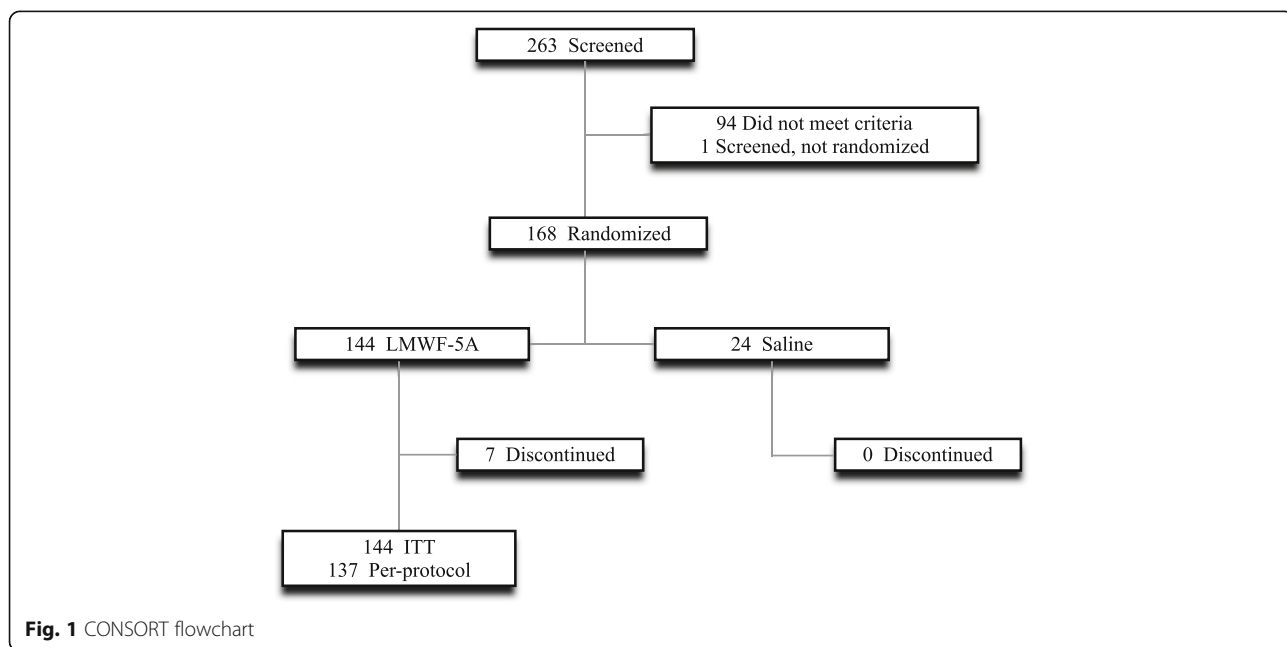 263 Screened
94 Did not meet criteria
1 Screened, not randomized
168 Randomized
144 LMWF-5A
24 Saline
7 Discontinued
0 Discontinued
144 ITT
137 Per-protocol
Fig. 1 CONSORT flowchart